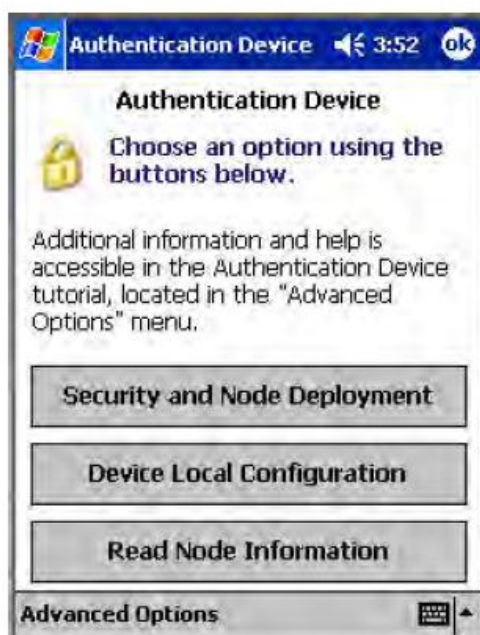 Authentication Device 3:52 ok
Authentication Device
Choose an option using the
buttons below.
Additional information and help is
accessible in the Authentication Device
tutorial, located in the "Advanced
Options" menu.
Security and Node Deployment
Device Local Configuration
Read Node Information
Advanced Options